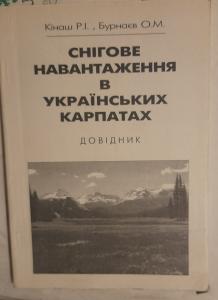 Кінаш Р.І. , Бурнаєв О.М.
СНІГОВЕ
НАВАНТАЖЕННЯ
В
УКРАЇНСЬКИХ
КАРПАТАХ
ДОВІДНИК